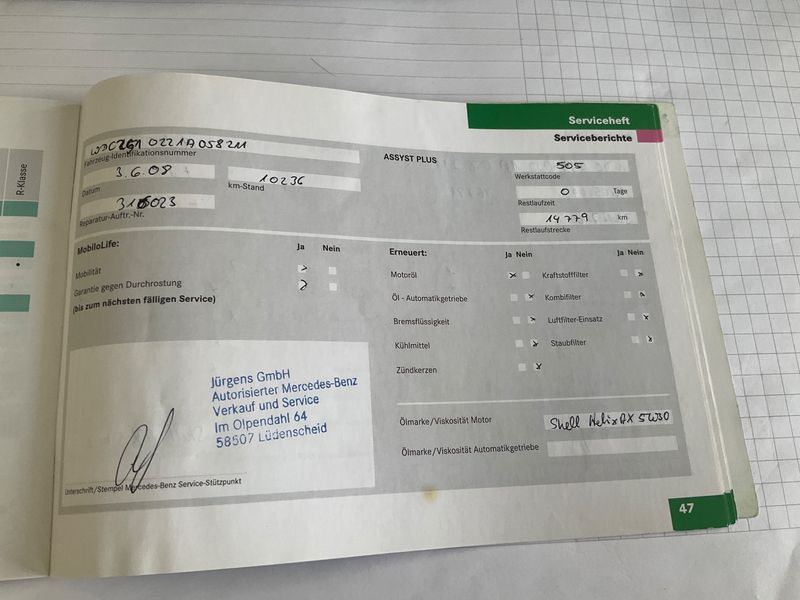 R-Klasse
Serviceheft
Serviceberichte
Fahrzeug-Identifikationsnummer
3.6.08
Datum
10236
km-Stand
Reparatur-Auftr.-Nr.
ASSYST PLUS
505
Werkstattcode
0 Tage
Restlaufzeit
14 779 km
Restlaufstrecke
MobiloLife:
Ja Nein
Mobilität
Garantie gegen Durchrostung
(bis zum nächsten fälligen Service)
Erneuert:
Ja Nein
Ja Nein
Motoröl
Kraftstofffilter
Öl - Automatikgetriebe
Kombifilter
Bremsflüssigkeit
Luftfilter-Einsatz
Kühlmittel
Staubfilter
Zündkerzen
Ölmarke/Viskosität Motor
Shell Helix AX 5W30
Ölmarke/Viskosität Automatikgetriebe
Jürgens GmbH
Autorisierter Mercedes-Benz
Verkauf und Service
Im Olpendahl 64
58507 Lüdenscheid
Unterschrift/Stempel Mercedes-Benz Service-Stützpunkt
47